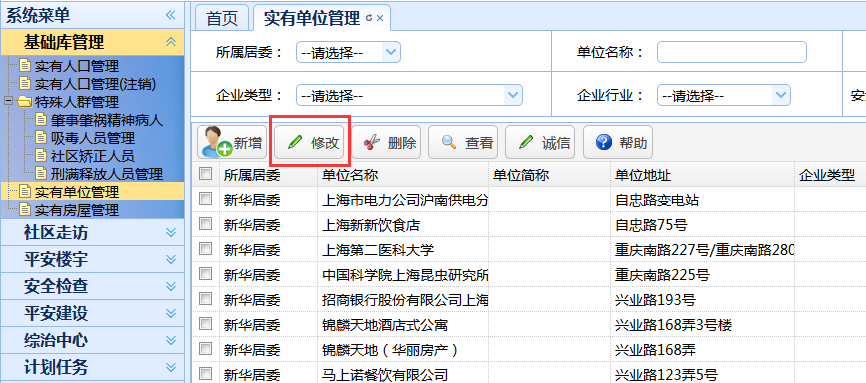 系统菜单
基础库管理
实有人口管理
实有人口管理(注销)
特殊人群管理
肇事肇祸精神病人
吸毒人员管理
社区矫正人员
刑满释放人员管理
实有单位管理
实有房屋管理
社区走访
平安楼宇
安全检查
平安建设
综治中心
计划任务
首页 实有单位管理
所属居委： --请选择-- 单位名称：
企业类型： --请选择-- 企业行业： --请选择-- 安
新增 修改 删除 查看 诚信 帮助
所属居委 单位名称 单位简称 单位地址 企业类型
新华居委 上海市电力公司沪南供电分 自忠路变电站
新华居委 上海新新饮食店 自忠路75号
新华居委 上海第二医科大学 重庆南路227号/重庆南路280
新华居委 中国科学院上海昆虫研究所 重庆南路225号
新华居委 招商银行股份有限公司上海 兴业路193号
新华居委 锦麟天地酒店式公寓 兴业路168弄3号楼
新华居委 锦麟天地（华丽房产） 兴业路168弄
新华居委 马上诺餐饮有限公司 兴业路123弄5号